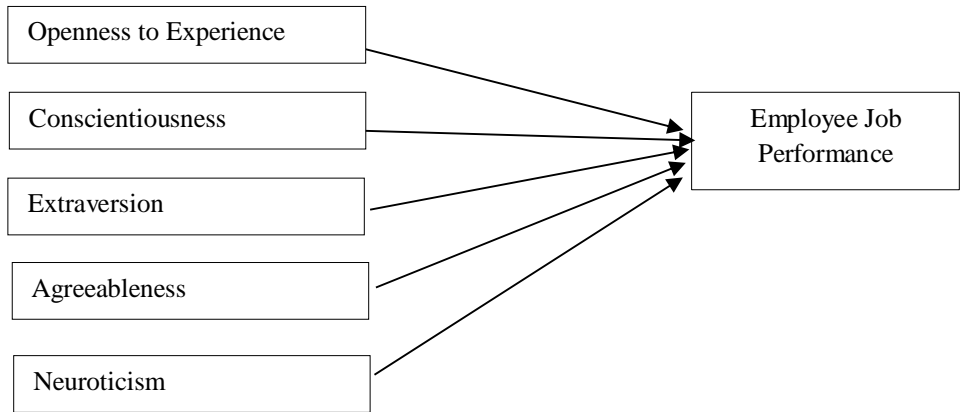 Openness to Experience
Conscientiousness
Extraversion
Agreeableness
Neuroticism
Employee Job
Performance